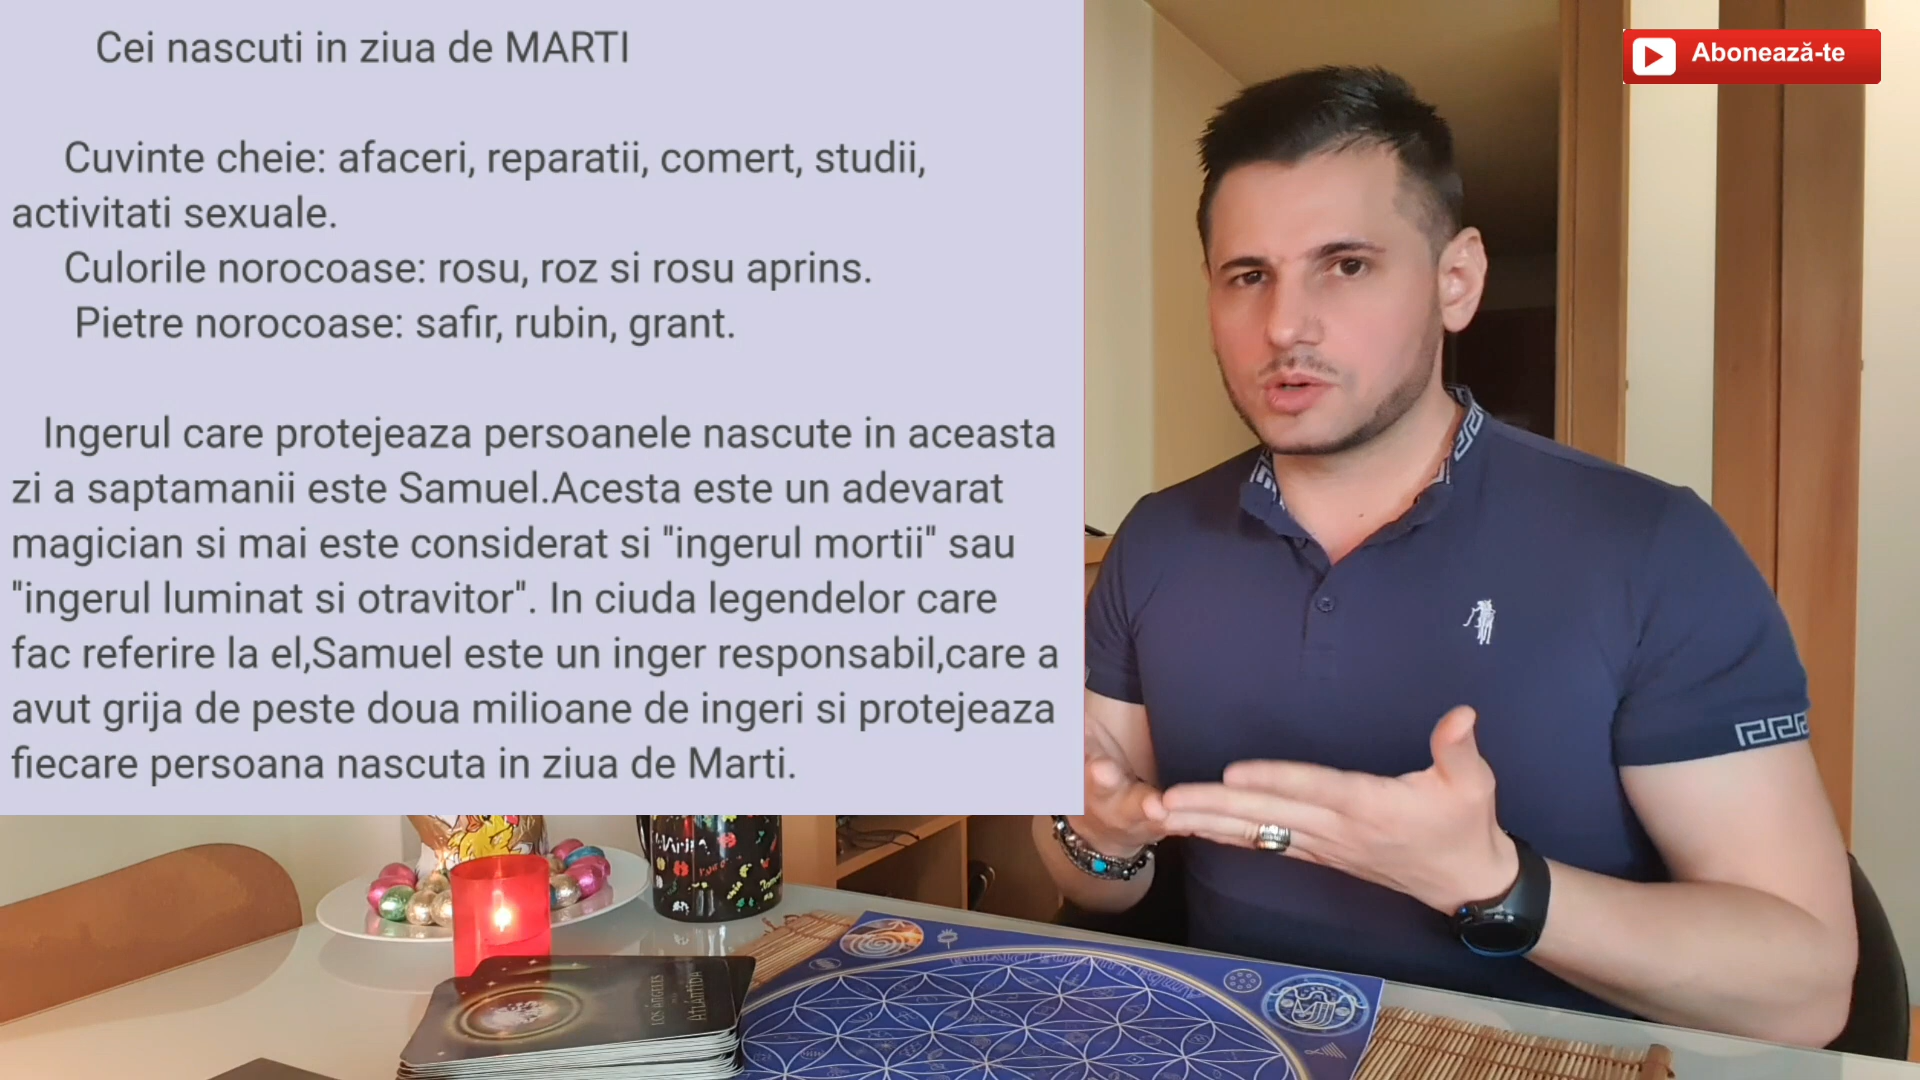 Cei nascuti in ziua de MARTI
Abonează-te
Cuvinte cheie: afaceri, reparatii, comert, studii,
activitati sexuale.
Culorile norocoase: rosu, roz si rosu aprins.
Pietre norocoase: safir, rubin, grant.
Ingerul care protejeaza persoanele nascute in aceasta
zi a saptamanii este Samuel.Acesta este un adevarat
magician si mai este considerat si "ingerul mortii" sau
"ingerul luminat si otravitor". In ciuda legendelor care
fac referire la el,Samuel este un inger responsabil,care a
avut grija de peste doua milioane de ingeri si protejeaza
fiecare persoana nascuta in ziua de Marti.
LOS ÁNGELES
ATLÁNTIDA